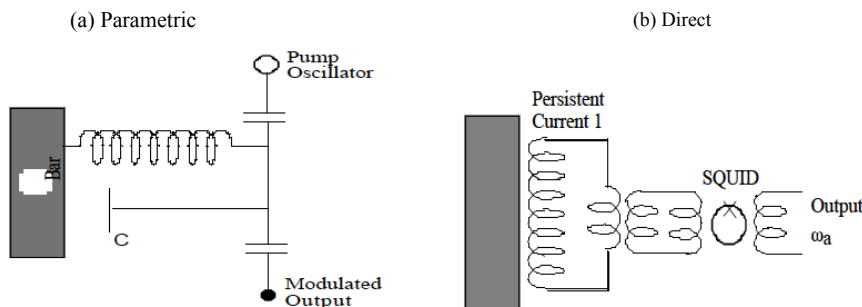 (a) Parametric
Pump
Oscillator
Bar
C
Modulated
Output
(b) Direct
Persistent
Current 1
SQUID
Output
ωa